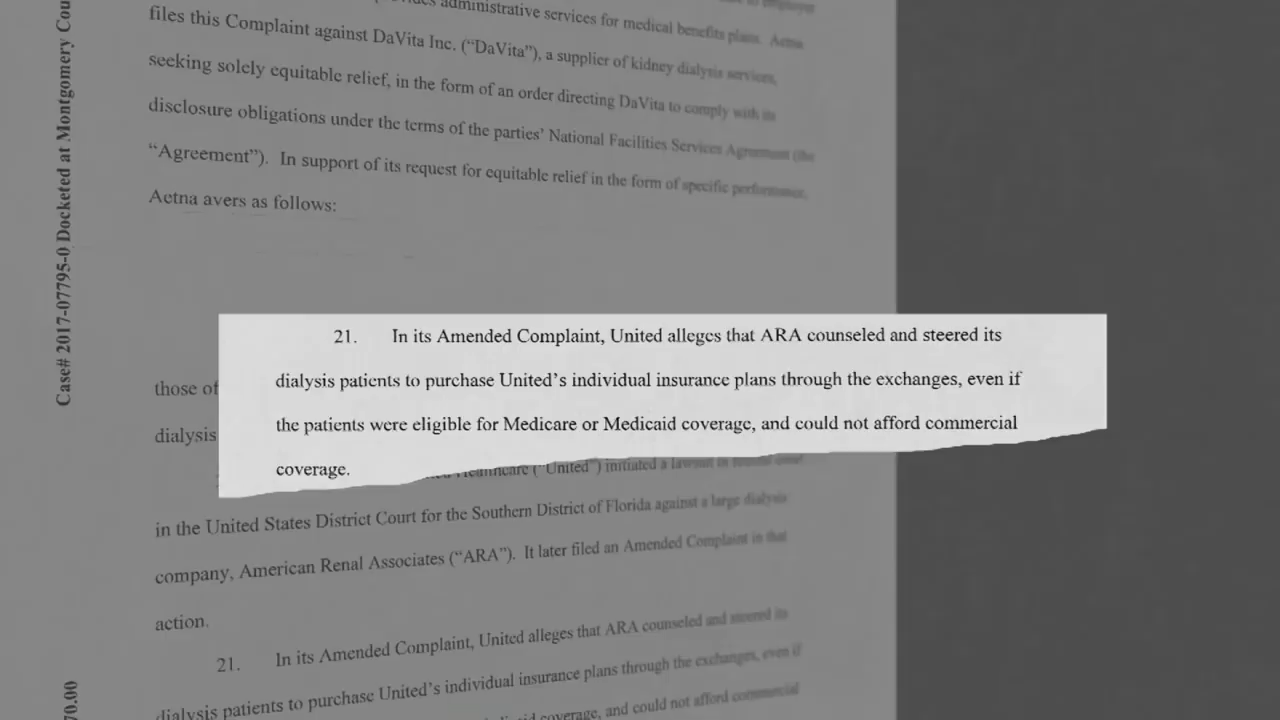 administrative services for medical benefits plans. Aetna
files this Complaint against DaVita Inc. (“DaVita”), a supplier of kidney dialysis services,
seeking solely equitable relief, in the form of an order directing DaVita to comply with its
disclosure obligations under the terms of the parties’ National Facilities Services Agreement (the
“Agreement”). In support of its request for equitable relief in the form of specific performance,
Aetna avers as follows:
Case# 2017-07795-0 Docketed at Montgomery Cou
21. In its Amended Complaint, United alleges that ARA counseled and steered its
dialysis patients to purchase United’s individual insurance plans through the exchanges, even if
the patients were eligible for Medicare or Medicaid coverage, and could not afford commercial
coverage.
those of
dialysis
(“United”) initiated a lawsuit in
in the United States District Court for the Southern District of Florida against a large dialysis
company, American Renal Associates (“ARA”). It later filed an Amended Complaint in that
action.
21. In its Amended Complaint, United alleges that ARA counseled and steered its
dialysis patients to purchase United’s individual insurance plans through the exchanges, even if
coverage, and could not afford commercial
70.00